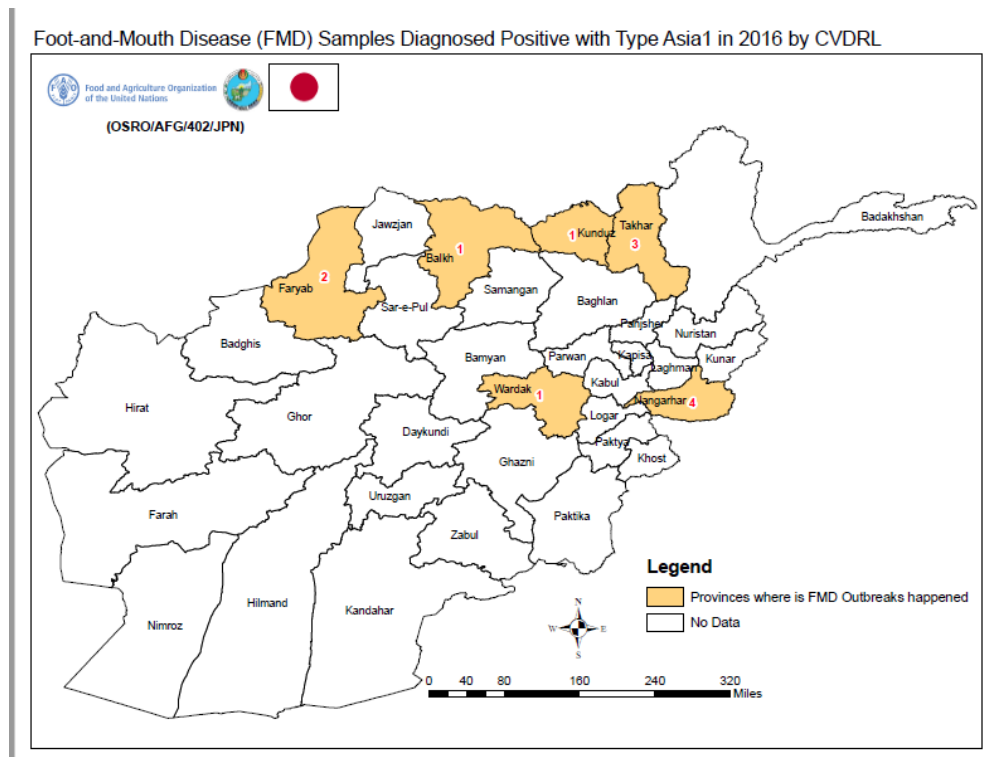 Foot-and-Mouth Disease (FMD) Samples Diagnosed Positive with Type Asia1 in 2016 by CVDRL
FAO
Food and Agriculture Organization
of the United Nations
(OSRO/AFG/402/JPN)
Badakhshan
Jawzjan
Takhar
1 Kunduz
3
1
Balkh
2
Faryab
Samangan
Baghlan
Sar-e-Pul
Panjsher
Nuristan
Badghis
Bamyan
Parwan
Kapisa
Kunar
Laghman
Kabul
Wardak
1
Nangarhar 4
Hirat
Ghor
Logar
Daykundi
Paktya
Ghazni
Khost
Uruzgan
Farah
Paktika
Zabul
Legend
Provinces where is FMD Outbreaks happened
No Data
Hilmand
Kandahar
Nimroz
N
W E
S
0 40 80 160 240 320
Miles